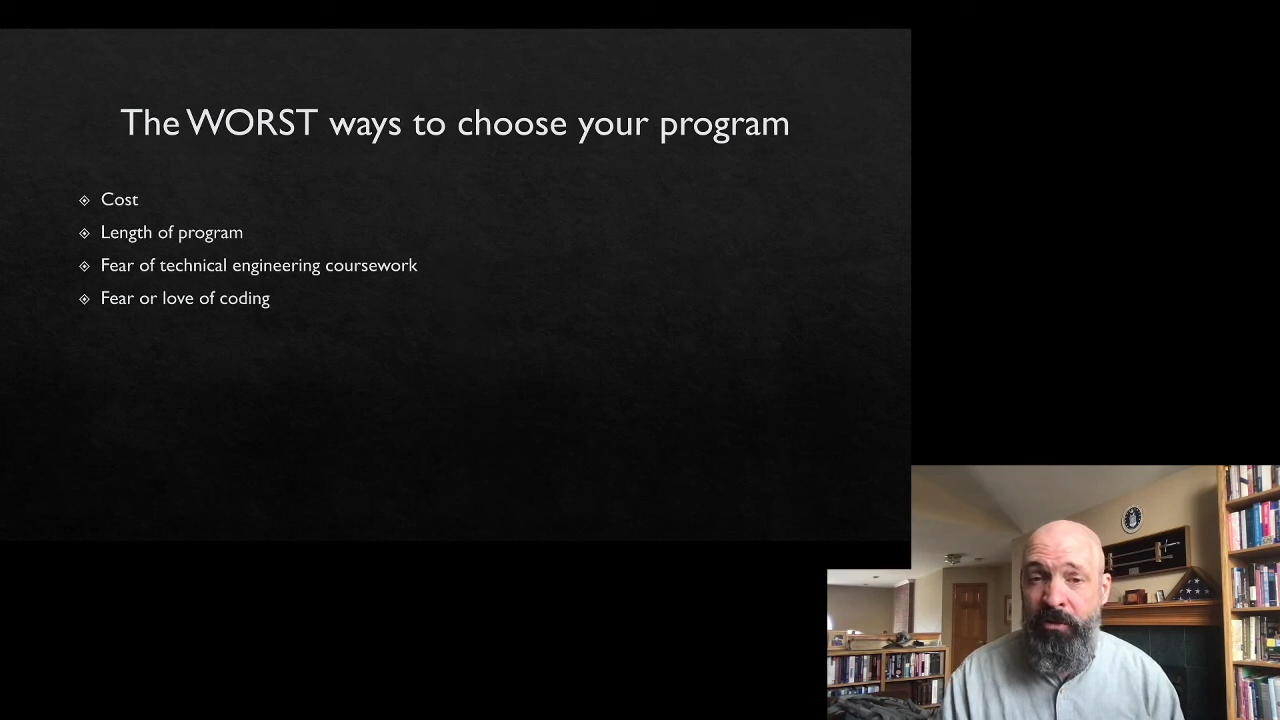 The WORST ways to choose your program
Cost
Length of program
Fear of technical engineering coursework
Fear or love of coding